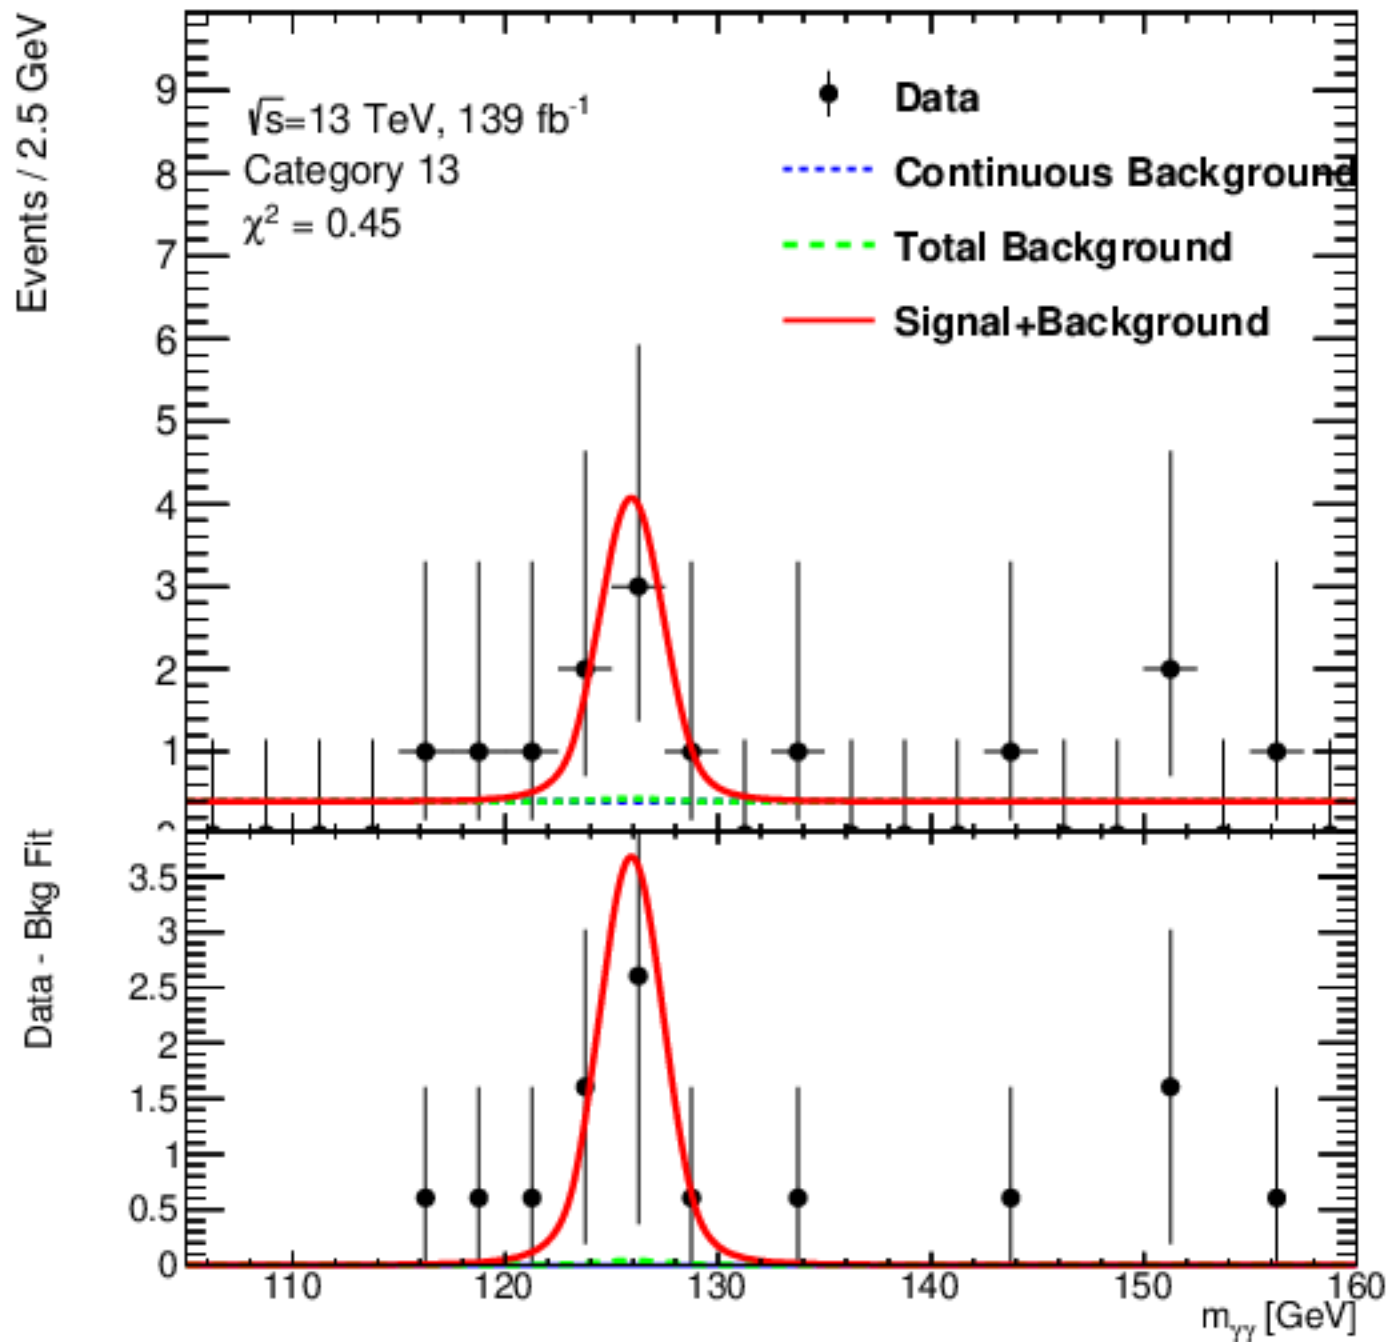 Events / 2.5 GeV
9
8
7
6
5
4
3
2
1
√s=13 TeV, 139 fb⁻¹
Category 13
χ² = 0.45
Data
Continuous Background
Total Background
Signal+Background
Data - Bkg Fit
3.5
3
2.5
2
1.5
1
0.5
0
110 120 130 140 150 160
mγγ [GeV]